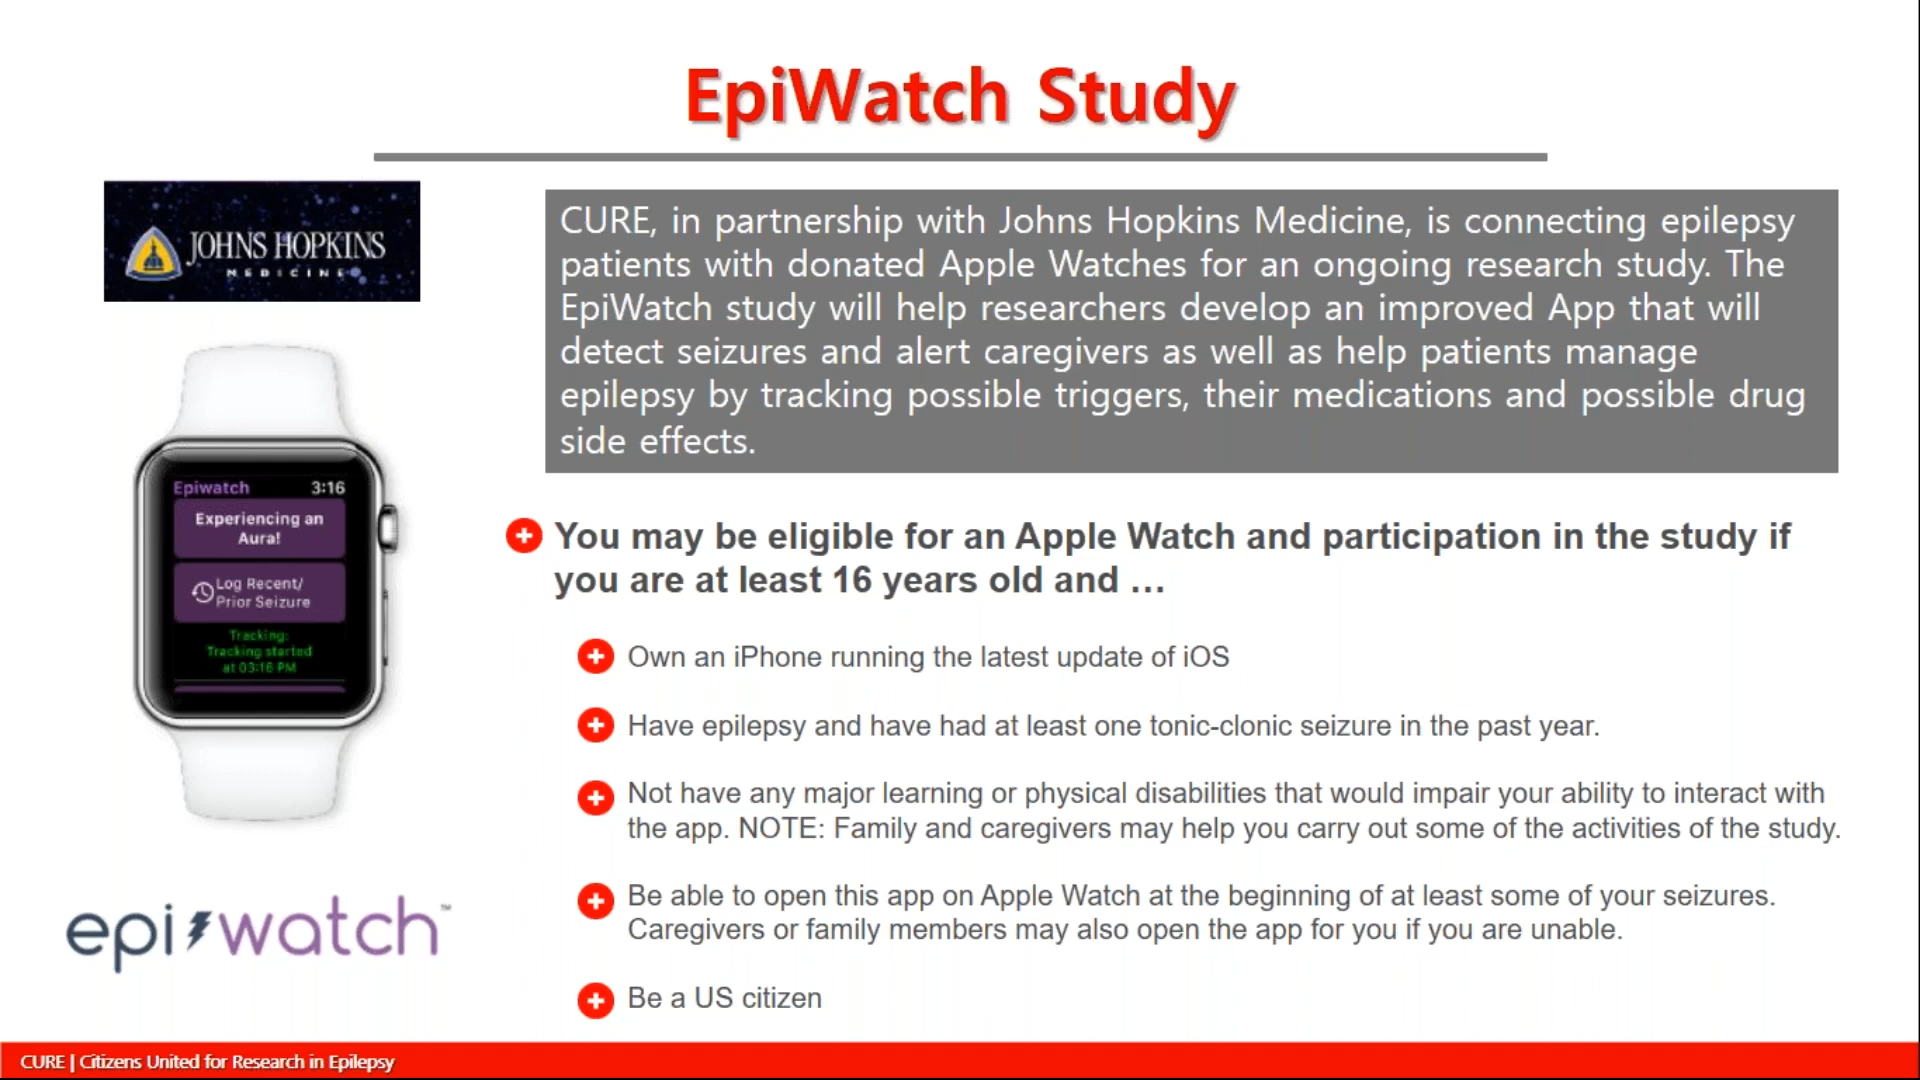 EpiWatch Study
JOHNS HOPKINS
MEDICINE
CURE, in partnership with Johns Hopkins Medicine, is connecting epilepsy
patients with donated Apple Watches for an ongoing research study. The
EpiWatch study will help researchers develop an improved App that will
detect seizures and alert caregivers as well as help patients manage
epilepsy by tracking possible triggers, their medications and possible drug
side effects.
Epiwatch 3:16
Experiencing an
Aura!
Log Recent/
Prior Seizure
Tracking:
Tracking started
at 03:16 PM
epi watch™
You may be eligible for an Apple Watch and participation in the study if
you are at least 16 years old and …
Own an iPhone running the latest update of iOS
Have epilepsy and have had at least one tonic-clonic seizure in the past year.
Not have any major learning or physical disabilities that would impair your ability to interact with
the app. NOTE: Family and caregivers may help you carry out some of the activities of the study.
Be able to open this app on Apple Watch at the beginning of at least some of your seizures.
Caregivers or family members may also open the app for you if you are unable.
Be a US citizen
CURE | Citizens United for Research in Epilepsy